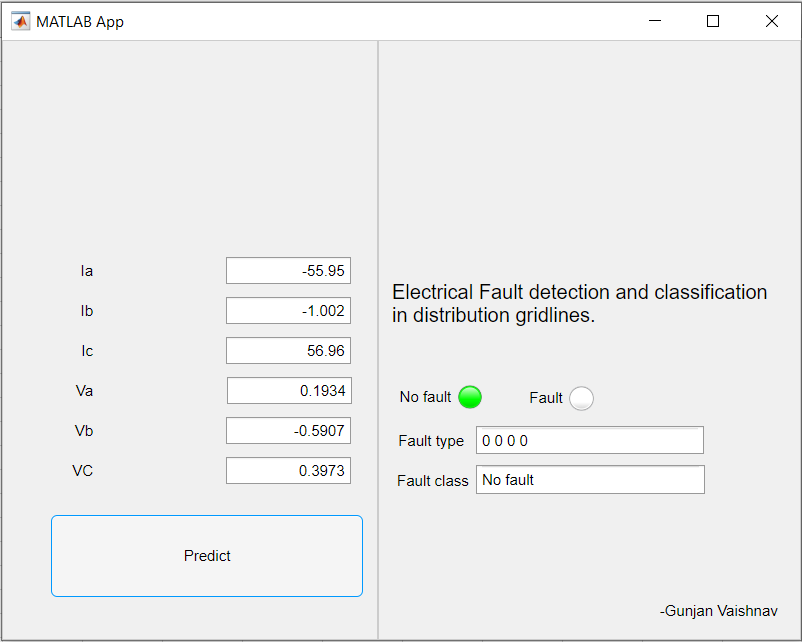 MATLAB App
Ia -55.95
Ib -1.002
Ic 56.96
Va 0.1934
Vb -0.5907
VC 0.3973
Predict
Electrical Fault detection and classification
in distribution gridlines.
No fault Fault
Fault type 0 0 0 0
Fault class No fault
-Gunjan Vaishnav